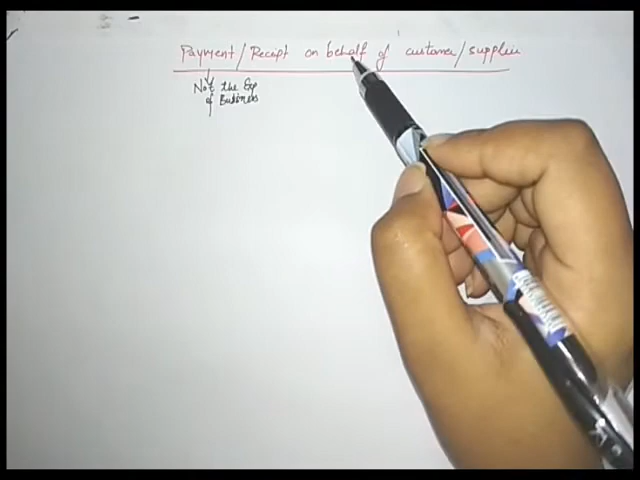 Payment/Receipt on behalf of customer/supplier
Not the Exp
of Business